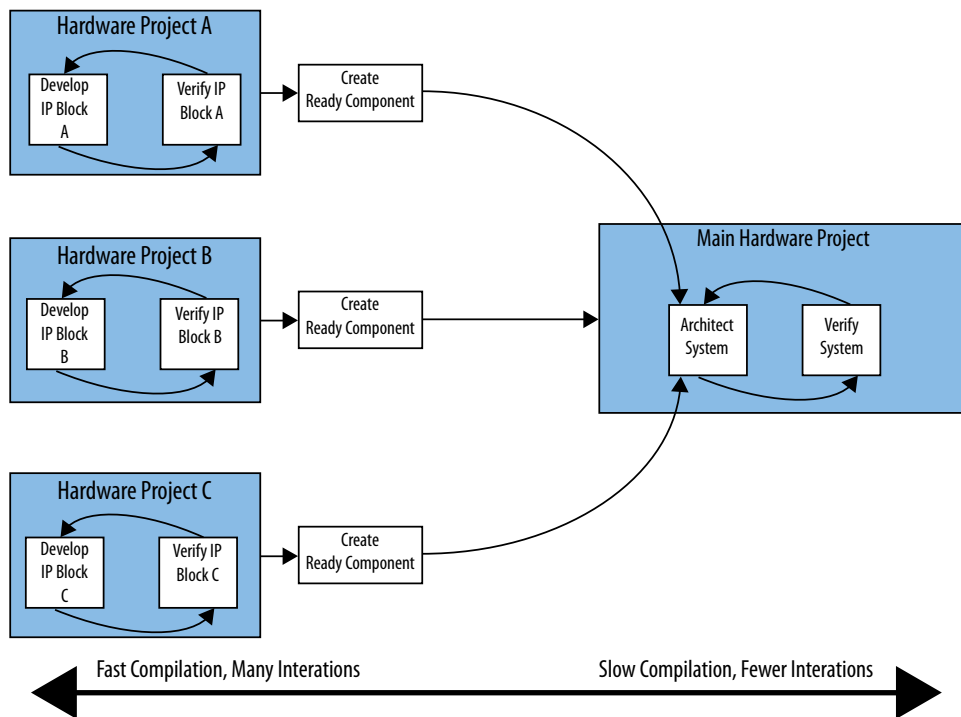 Hardware Project A
Develop
IP Block
A
Verify IP
Block A
Create
Ready Component
Hardware Project B
Develop
IP Block
B
Verify IP
Block B
Create
Ready Component
Main Hardware Project
Architect
System
Verify
System
Hardware Project C
Develop
IP Block
C
Verify IP
Block C
Create
Ready Component
Fast Compilation, Many Interations
Slow Compilation, Fewer Interations